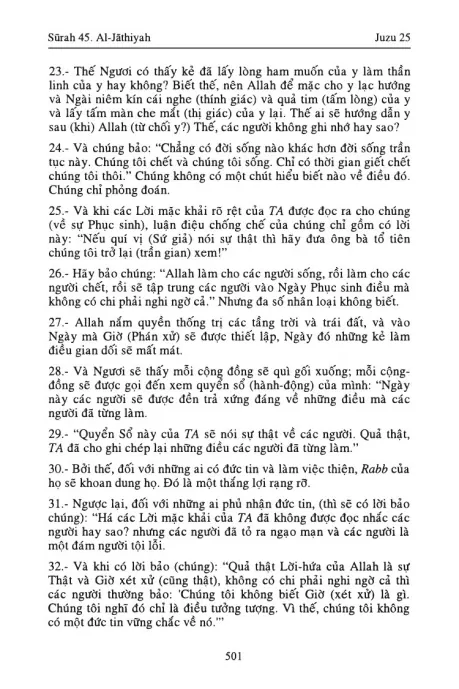 Sūrah 45. Al-Jāthiyah
Juzu 25
23.- Thế Ngươi có thấy kẻ đã lấy lòng ham muốn của y làm thần
linh của y hay không? Biết thế, nên Allah để mặc cho y lạc hướng
và Ngài niêm kín cái nghe (thính giác) và quả tim (tấm lòng) của y
và lấy tấm màn che mắt (thị giác) của y lại. Thế ai sẽ hướng dẫn y
sau (khi) Allah (từ chối y?) Thế, các người không ghi nhớ hay sao?
24.- Và chúng bảo: “Chẳng có đời sống nào khác hơn đời sống trần
tục này. Chúng tôi chết và chúng tôi sống. Chỉ có thời gian giết chết
chúng tôi thôi.” Chúng không có một chút hiểu biết nào về điều đó.
Chúng chỉ phỏng đoán.
25.- Và khi các Lời mặc khải rõ rệt của TA được đọc ra cho chúng
(về sự Phục sinh), luận điệu chống chế của chúng chỉ gồm có lời
này: “Nếu quí vị (Sứ giả) nói sự thật thì hãy đưa ông bà tổ tiên
chúng tôi trở lại (trần gian) xem!”
26.- Hãy bảo chúng: “Allah làm cho các người sống, rồi làm cho các
người chết, rồi sẽ tập trung các người vào Ngày Phục sinh điều mà
không có chi phải nghi ngờ cả.” Nhưng đa số nhân loại không biết.
27.- Allah nắm quyền thống trị các tầng trời và trái đất, và vào
Ngày mà Giờ (Phán xử) sẽ được thiết lập, Ngày đó những kẻ làm
điều gian dối sẽ mất mát.
28.- Và Ngươi sẽ thấy mỗi cộng đồng sẽ quì gối xuống; mỗi cộng-
đồng sẽ được gọi đến xem quyển sổ (hành-động) của mình: “Ngày
này các người sẽ được đền trả xứng đáng về những điều mà các
người đã từng làm.
29.- “Quyển Sổ này của TA sẽ nói sự thật về các người. Quả thật,
TA đã cho ghi chép lại những điều các người đã từng làm.”
30.- Bởi thế, đối với những ai có đức tin và làm việc thiện, Rabb của
họ sẽ khoan dung họ. Đó là một thắng lợi rạng rỡ.
31.- Ngược lại, đối với những ai phủ nhận đức tin, (thì sẽ có lời bảo
chúng): “Há các Lời mặc khải của TA đã không được đọc nhắc các
người hay sao? nhưng các người đã tỏ ra ngạo mạn và các người là
một đám người tội lỗi.
32.- Và khi có lời bảo (chúng): “Quả thật Lời-hứa của Allah là sự
Thật và Giờ xét xử (cũng thật), không có chi phải nghi ngờ cả thì
các người thường bảo: 'Chúng tôi không biết Giờ (xét xử) là gì.
Chúng tôi nghĩ đó chỉ là điều tưởng tượng. Vì thế, chúng tôi không
có một đức tin vững chắc về nó.'”
501